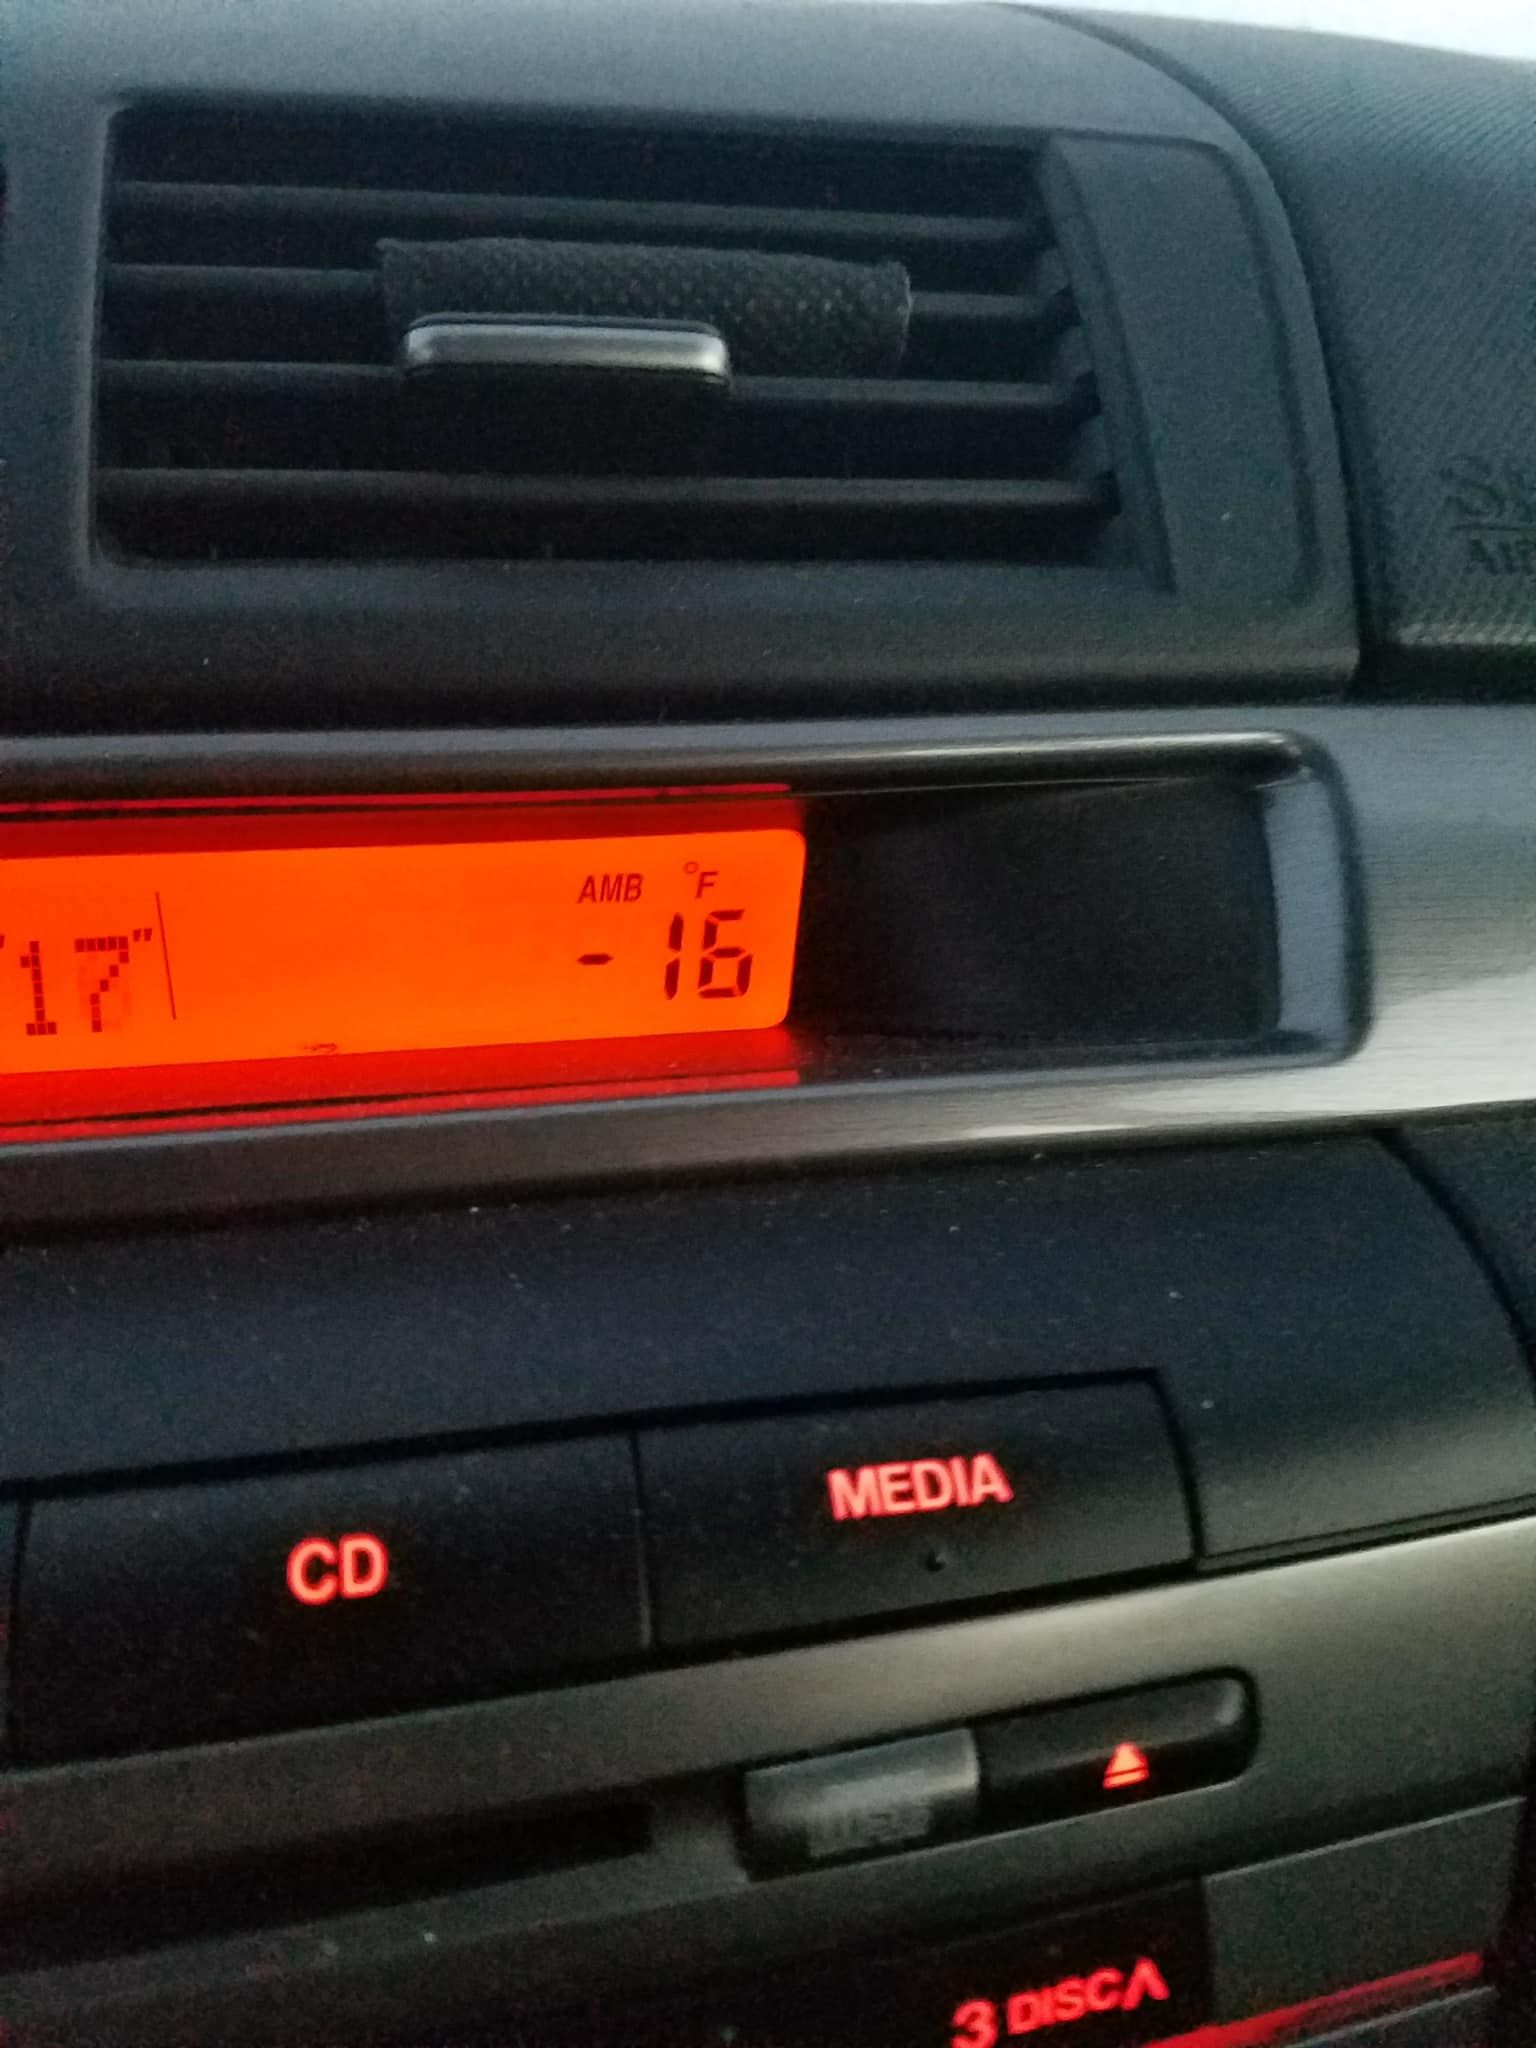 AMB °F
17" -16
MEDIA
CD
3 DISC